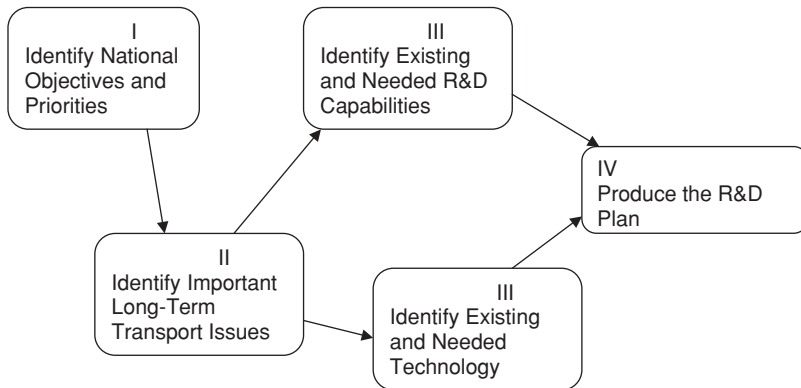 I
Identify National
Objectives and
Priorities
II
Identify Important
Long-Term
Transport Issues
III
Identify Existing
and Needed R&D
Capabilities
III
Identify Existing
and Needed
Technology
IV
Produce the R&D
Plan